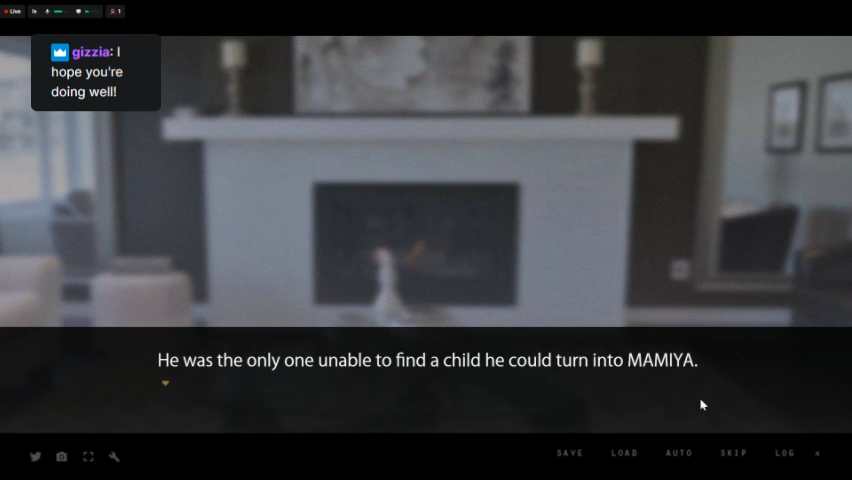 Live
1
gizzia: I
hope you're
doing well!
He was the only one unable to find a child he could turn into MAMIYA.
SAVE LOAD AUTO SKIP LOG ×